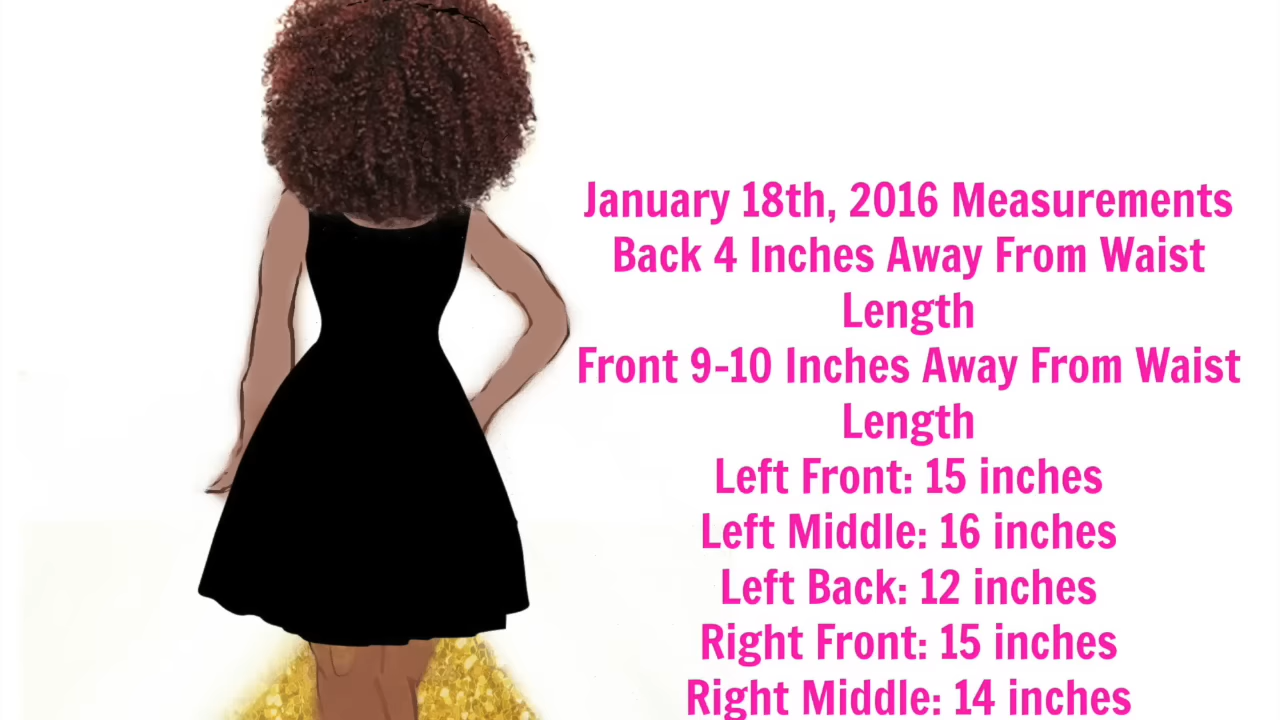 January 18th, 2016 Measurements
Back 4 Inches Away From Waist
Length
Front 9-10 Inches Away From Waist
Length
Left Front: 15 inches
Left Middle: 16 inches
Left Back: 12 inches
Right Front: 15 inches
Right Middle: 14 inches